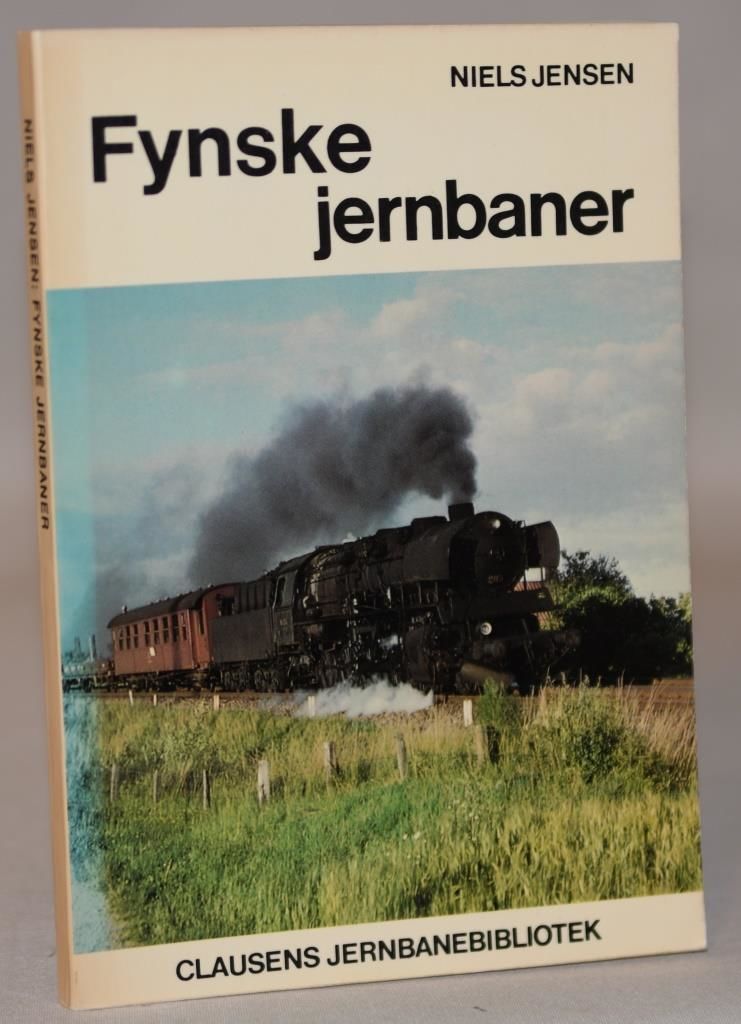 NIELS JENSEN
Fynske
jernbaner
CLAUSENS JERNBANEBIBLIOTEK
NIELS JENSEN: FYNSKE JERNBANER